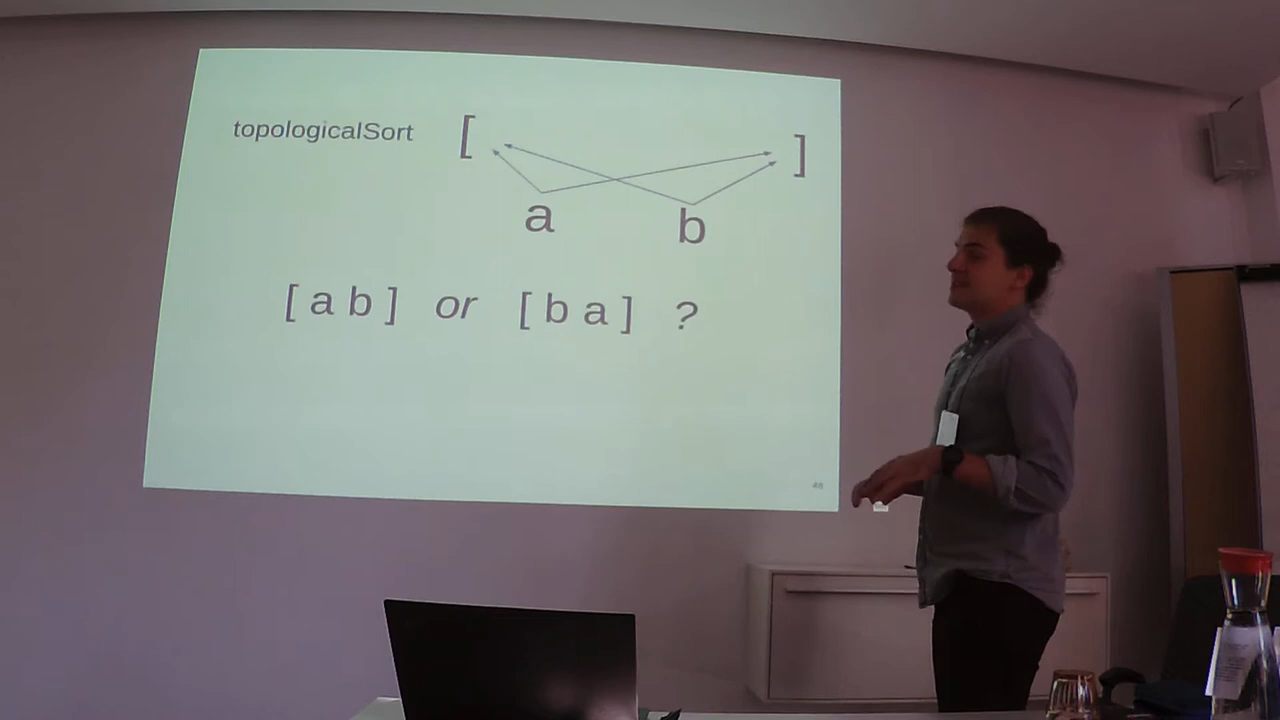 topologicalSort [ ]
a b
[ a b ] or [ b a ] ?